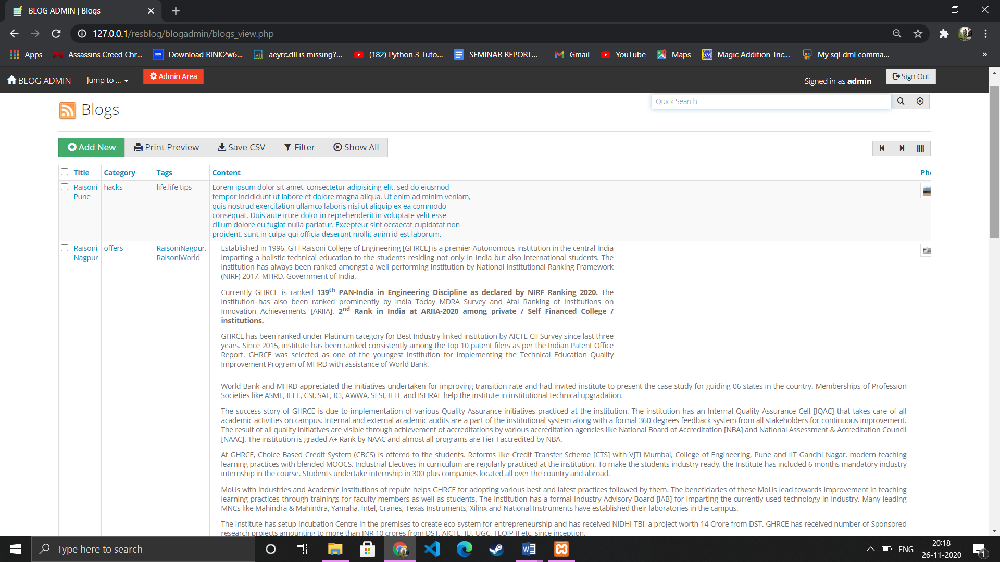 BLOG ADMIN | Blogs
127.0.0.1/resblog/blogadmin/blogs_view.php
Apps Assassins Creed Chr... Download BINK2w6... aeyrc.dll is missing?... (182) Python 3 Tuto... SEMINAR REPORT... Gmail YouTube Maps Magic Addition Tric... My sql dml comma... »
BLOG ADMIN Jump to ... Admin Area Signed in as admin Sign Out
Quick Search
Blogs
Add New Print Preview Save CSV Filter Show All
Title Category Tags Content Pho
Raisoni Pune
hacks
life,life tips
Lorem ipsum dolor sit amet, consectetur adipisicing elit, sed do eiusmod
tempor incididunt ut labore et dolore magna aliqua. Ut enim ad minim veniam,
quis nostrud exercitation ullamco laboris nisi ut aliquip ex ea commodo
consequat. Duis aute irure dolor in reprehenderit in voluptate velit esse
cillum dolore eu fugiat nulla pariatur. Excepteur sint occaecat cupidatat non
proident, sunt in culpa qui officia deserunt mollit anim id est laborum.
Raisoni
Nagpur
offers
RaisoniNagpur,
RaisoniWorld
Established in 1996, G H Raisoni College of Engineering [GHRCE] is a premier Autonomous institution in the central India
imparting a holistic technical education to the students residing not only in India but also international students. The
institution has always been ranked amongst a well performing institution by National Institutional Ranking Framework
(NIRF) 2017, MHRD, Government of India.
Currently GHRCE is ranked 139th PAN-India in Engineering Discipline as declared by NIRF Ranking 2020. The
institution has also been ranked prominently by India Today MDRA Survey and Atal Ranking of Institutions on
Innovation Achievements [ARIIA]. 2nd Rank in India at ARIIA-2020 among private / Self Financed College /
institutions.
GHRCE has been ranked under Platinum category for Best Industry linked institution by AICTE-CII Survey since last three
years. Since 2015, institute has been ranked consistently among the top 10 patent filers as per the Indian Patent Office
Report. GHRCE was selected as one of the youngest institution for implementing the Technical Education Quality
Improvement Program of MHRD with assistance of World Bank.
World Bank and MHRD appreciated the initiatives undertaken for improving transition rate and had invited institute to present the case study for guiding 06 states in the country. Memberships of Profession
Societies like ASME, IEEE, CSI, SAE, ICI, AWWA, SESI, IETE and ISHRAE help the institute in institutional technical upgradation.
The success story of GHRCE is due to implementation of various Quality Assurance initiatives practiced at the institution. The institution has an Internal Quality Assurance Cell [IQAC] that takes care of all
academic activities on campus. Internal and external academic audits are a part of the institutional system along with a formal 360 degrees feedback system from all stakeholders for continuous improvement.
The result of all quality initiatives are visible through achievement of accreditations by various accreditation agencies like National Board of Accreditation [NBA] and National Assessment & Accreditation Council
[NAAC]. The institution is graded A+ Rank by NAAC and almost all programs are Tier-I accredited by NBA.
At GHRCE, Choice Based Credit System (CBCS) is offered to the students. Reforms like Credit Transfer Scheme [CTS] with VJTI Mumbai, College of Engineering, Pune and IIT Gandhi Nagar, modern teaching
learning practices with blended MOOCS, Industrial Electives in curriculum are regularly practiced at the institution. To make the students industry ready, the Institute has included 6 months mandatory industry
internship in the course. Students undertake internship in 300 plus companies located all over the country and abroad.
MoUs with industries and Academic institutions of repute helps GHRCE for adopting various best and latest practices followed by them. The beneficiaries of these MoUs lead towards improvement in teaching
learning practices through trainings for faculty members as well as students. The institution has a formal Industry Advisory Board [IAB] for imparting the currently used technology in industry. Many leading
MNCs like Mahindra & Mahindra, Yamaha, Intel, Cranes, Texas Instruments, Xilinx and National Instruments have established their laboratories in the campus.
The Institute has setup Incubation Centre in the premises to create eco-system for entrepreneurship and has received NIDHI-TBI, a project worth 14 Crore from DST. GHRCE has received number of Sponsored
research projects amounting to more than INR 10 crores from DST, AICTE, IEI, UGC, TEQIP-II etc. since inception.
Type here to search
ENG
20:18
26-11-2020
1